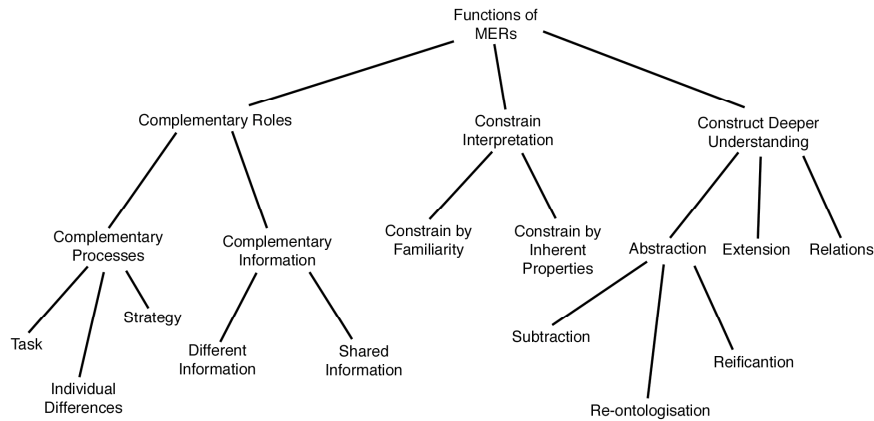 Functions of
MERs
Complementary Roles
Constrain
Interpretation
Construct Deeper
Understanding
Complementary
Processes
Complementary
Information
Constrain by
Familiarity
Constrain by
Inherent
Properties
Abstraction
Extension
Relations
Task
Individual
Differences
Strategy
Different
Information
Shared
Information
Subtraction
Re-ontologisation
Reificantion